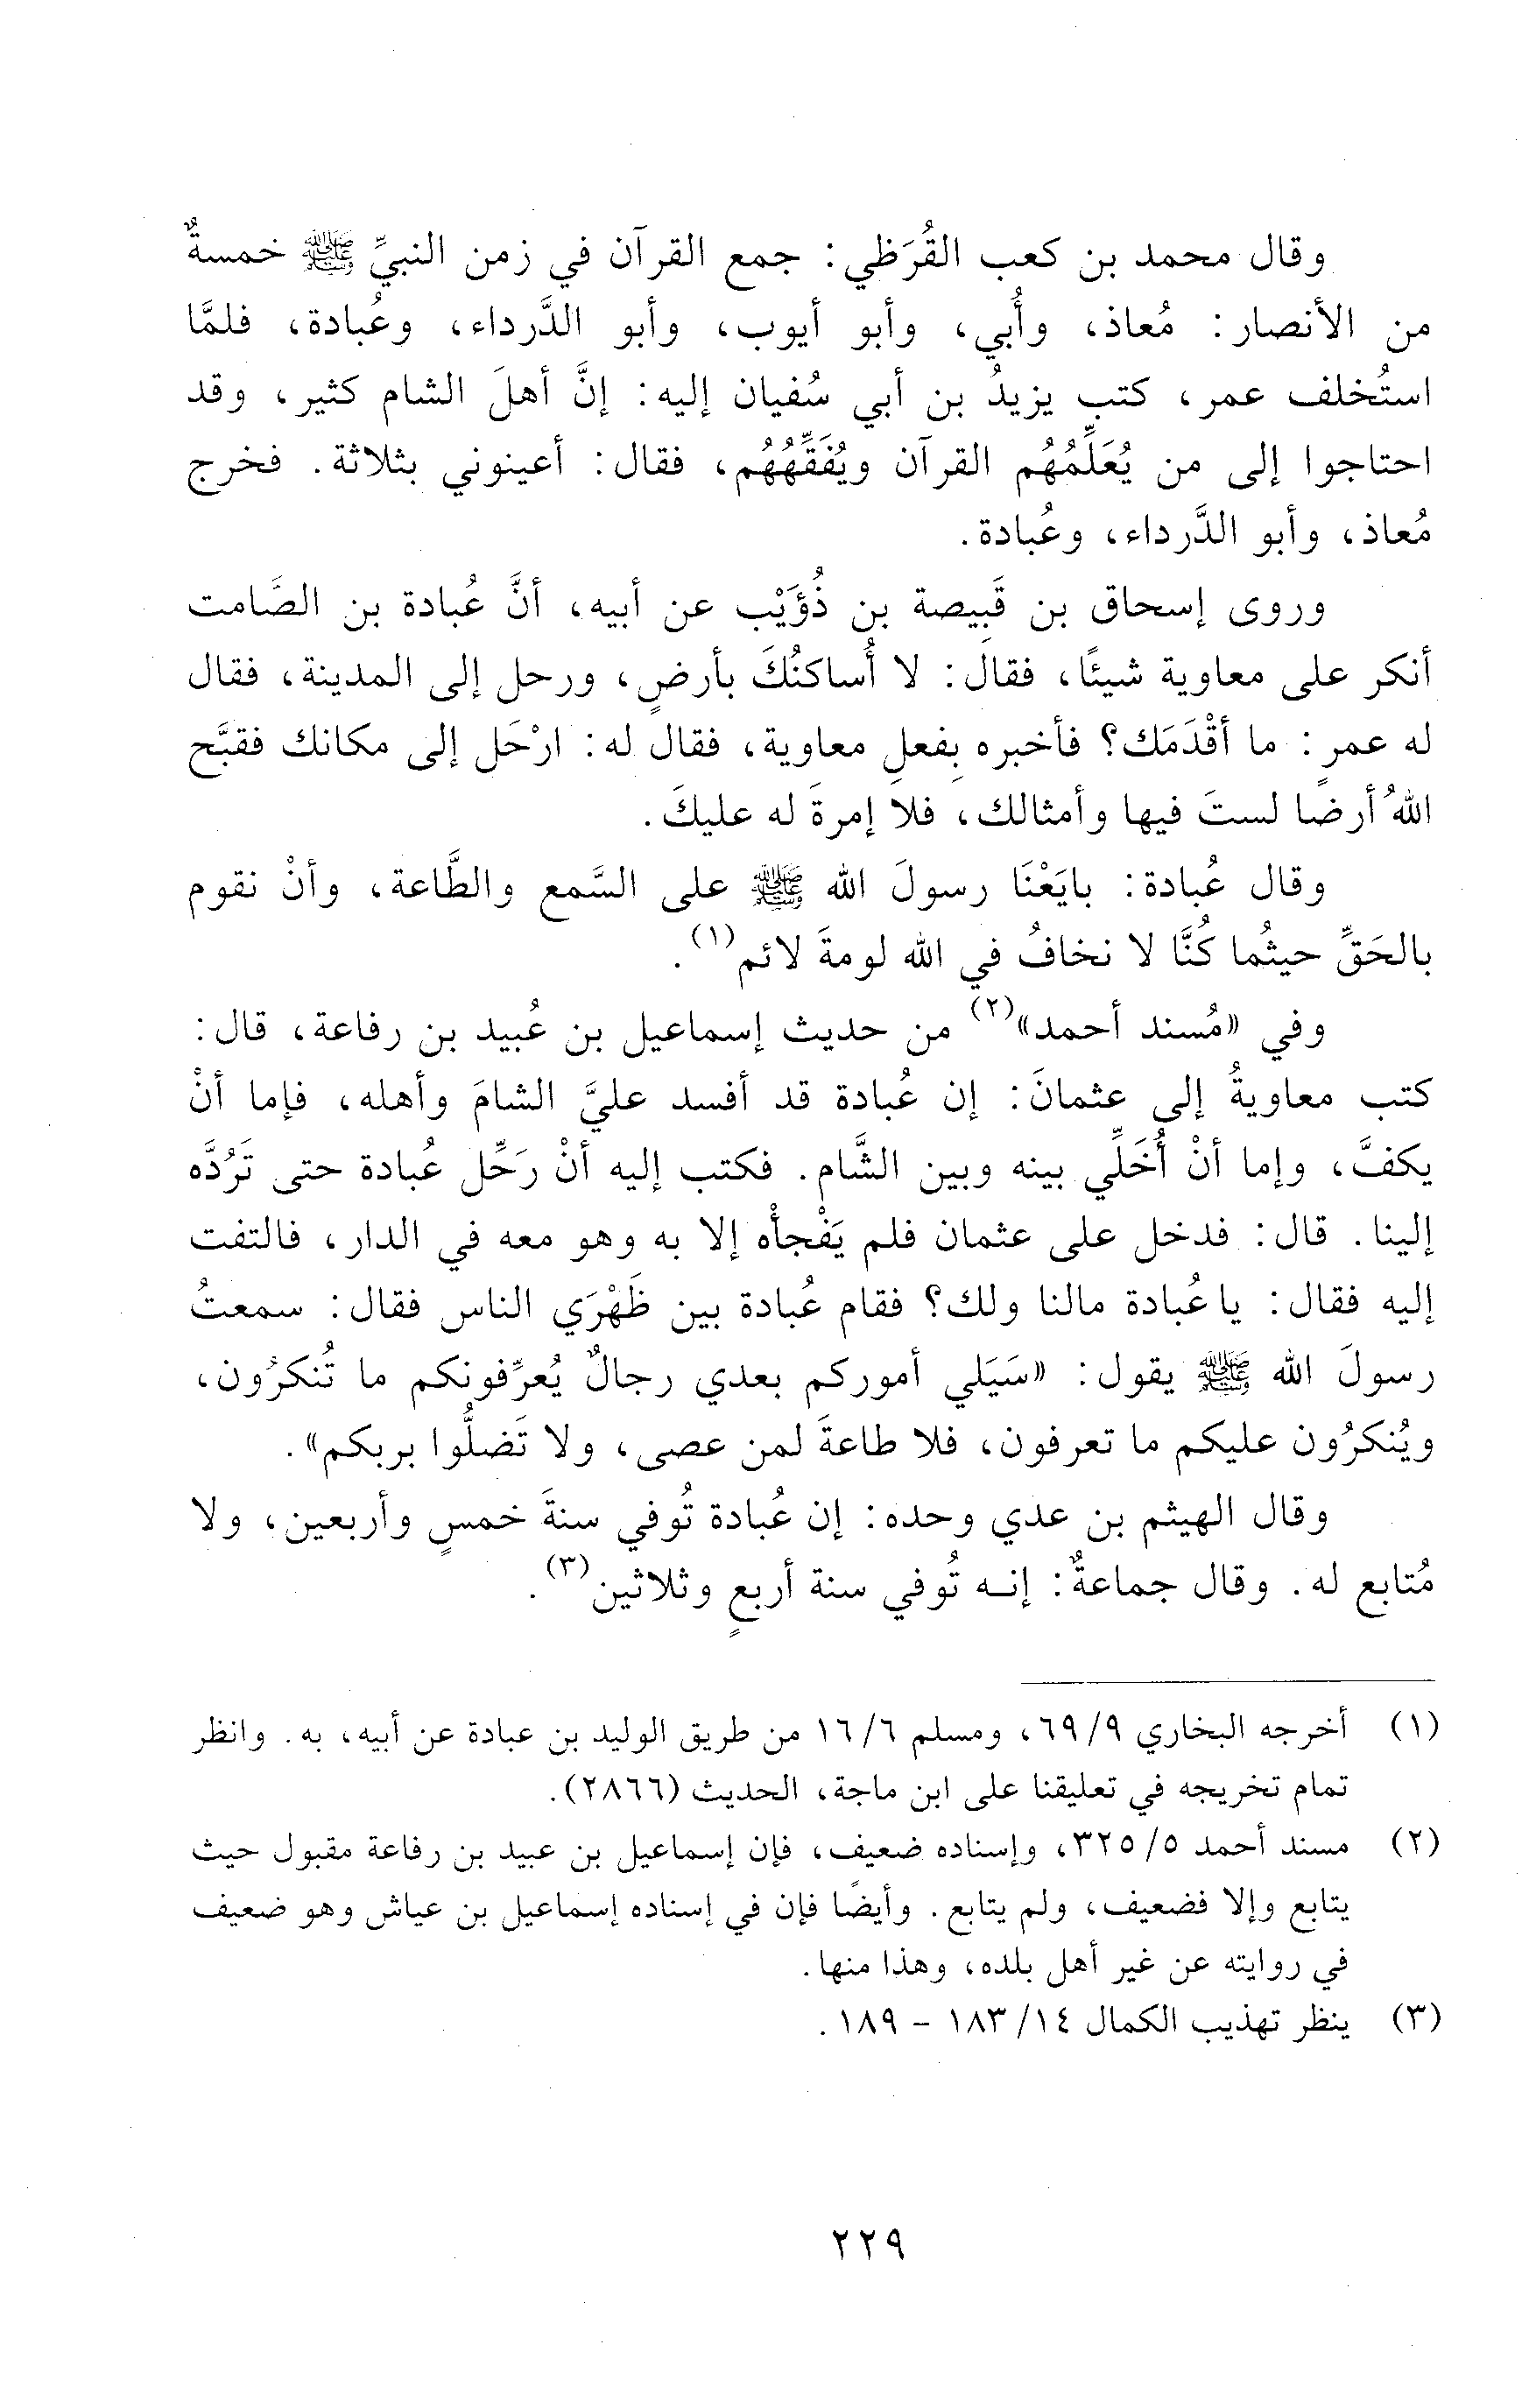 وقال محمد بن كعب القُرَظي: جمع القرآن في زمن النبيِّ ﷺ خمسةٌ
من الأنصار: مُعاذ، وأُبي، وأبو أيوب، وأبو الدَّرداء، وعُبادة، فلمَّا
استُخلف عمر، كتب يزيدُ بن أبي سُفيان إليه: إنَّ أهلَ الشام كثير، وقد
احتاجوا إلى من يُعَلِّمُهُم القرآن ويُفَقِّهُهُم، فقال: أعينوني بثلاثة. فخرج
مُعاذ، وأبو الدَّرداء، وعُبادة.
وروى إسحاق بن قَبِيصة بن ذُؤَيْب عن أبيه، أنَّ عُبادة بن الصَّامت
أنكر على معاوية شيئًا، فقال: لا أُساكنُكَ بأرضٍ، ورحل إلى المدينة، فقال
له عمر: ما أقْدَمَك؟ فأخبره بفعلِ معاوية، فقال له: ارْحَل إلى مكانك فقبَّح
اللهُ أرضًا لستَ فيها وأمثالك، فلا إمرةَ له عليكَ.
وقال عُبادة: بايَعْنَا رسولَ الله ﷺ على السَّمع والطَّاعة، وأنْ نقوم
بالحَقِّ حيثُما كُنَّا لا نخافُ في الله لومةَ لائم(١).
وفي «مُسند أحمد»(٢) من حديث إسماعيل بن عُبيد بن رفاعة، قال:
كتب معاويةُ إلى عثمانَ: إن عُبادة قد أفسد عليَّ الشامَ وأهله، فإما أنْ
يكفَّ، وإما أنْ أُخَلِّي بينه وبين الشَّام. فكتب إليه أنْ رَحِّل عُبادة حتى تَرُدَّه
إلينا. قال: فدخل على عثمان فلم يَفْجأْه إلا به وهو معه في الدار، فالتفت
إليه فقال: يا عُبادة مالنا ولك؟ فقام عُبادة بين ظَهْرَي الناس فقال: سمعتُ
رسولَ الله ﷺ يقول: «سَيَلي أموركم بعدي رجالٌ يُعرِّفونكم ما تُنكرُون،
ويُنكرُون عليكم ما تعرفون، فلا طاعةَ لمن عصى، ولا تَضلُّوا بربكم».
وقال الهيثم بن عدي وحده: إن عُبادة تُوفي سنةَ خمسٍ وأربعين، ولا
مُتابع له. وقال جماعةٌ: إنه تُوفي سنة أربعٍ وثلاثين(٣).
(١) أخرجه البخاري ٩/ ٦٩، ومسلم ٦/ ١٦ من طريق الوليد بن عبادة عن أبيه، به. وانظر
تمام تخريجه في تعليقنا على ابن ماجة، الحديث (٢٨٦٦).
(٢) مسند أحمد ٥/ ٣٢٥، وإسناده ضعيف، فإن إسماعيل بن عبيد بن رفاعة مقبول حيث
يتابع وإلا فضعيف، ولم يتابع. وأيضًا فإن في إسناده إسماعيل بن عياش وهو ضعيف
في روايته عن غير أهل بلده، وهذا منها.
(٣) ينظر تهذيب الكمال ١٤/ ١٨٣ - ١٨٩.
٢٢٩